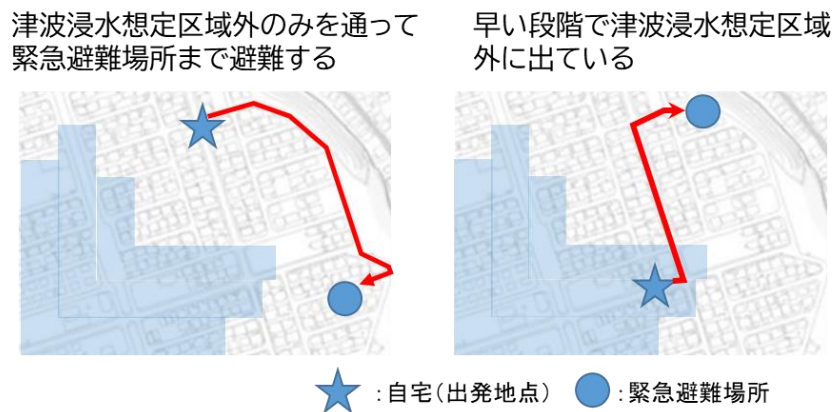 津波浸水想定区域外のみを通って
緊急避難場所まで避難する
早い段階で津波浸水想定区域
外に出ている
:自宅(出発地点)
:緊急避難場所